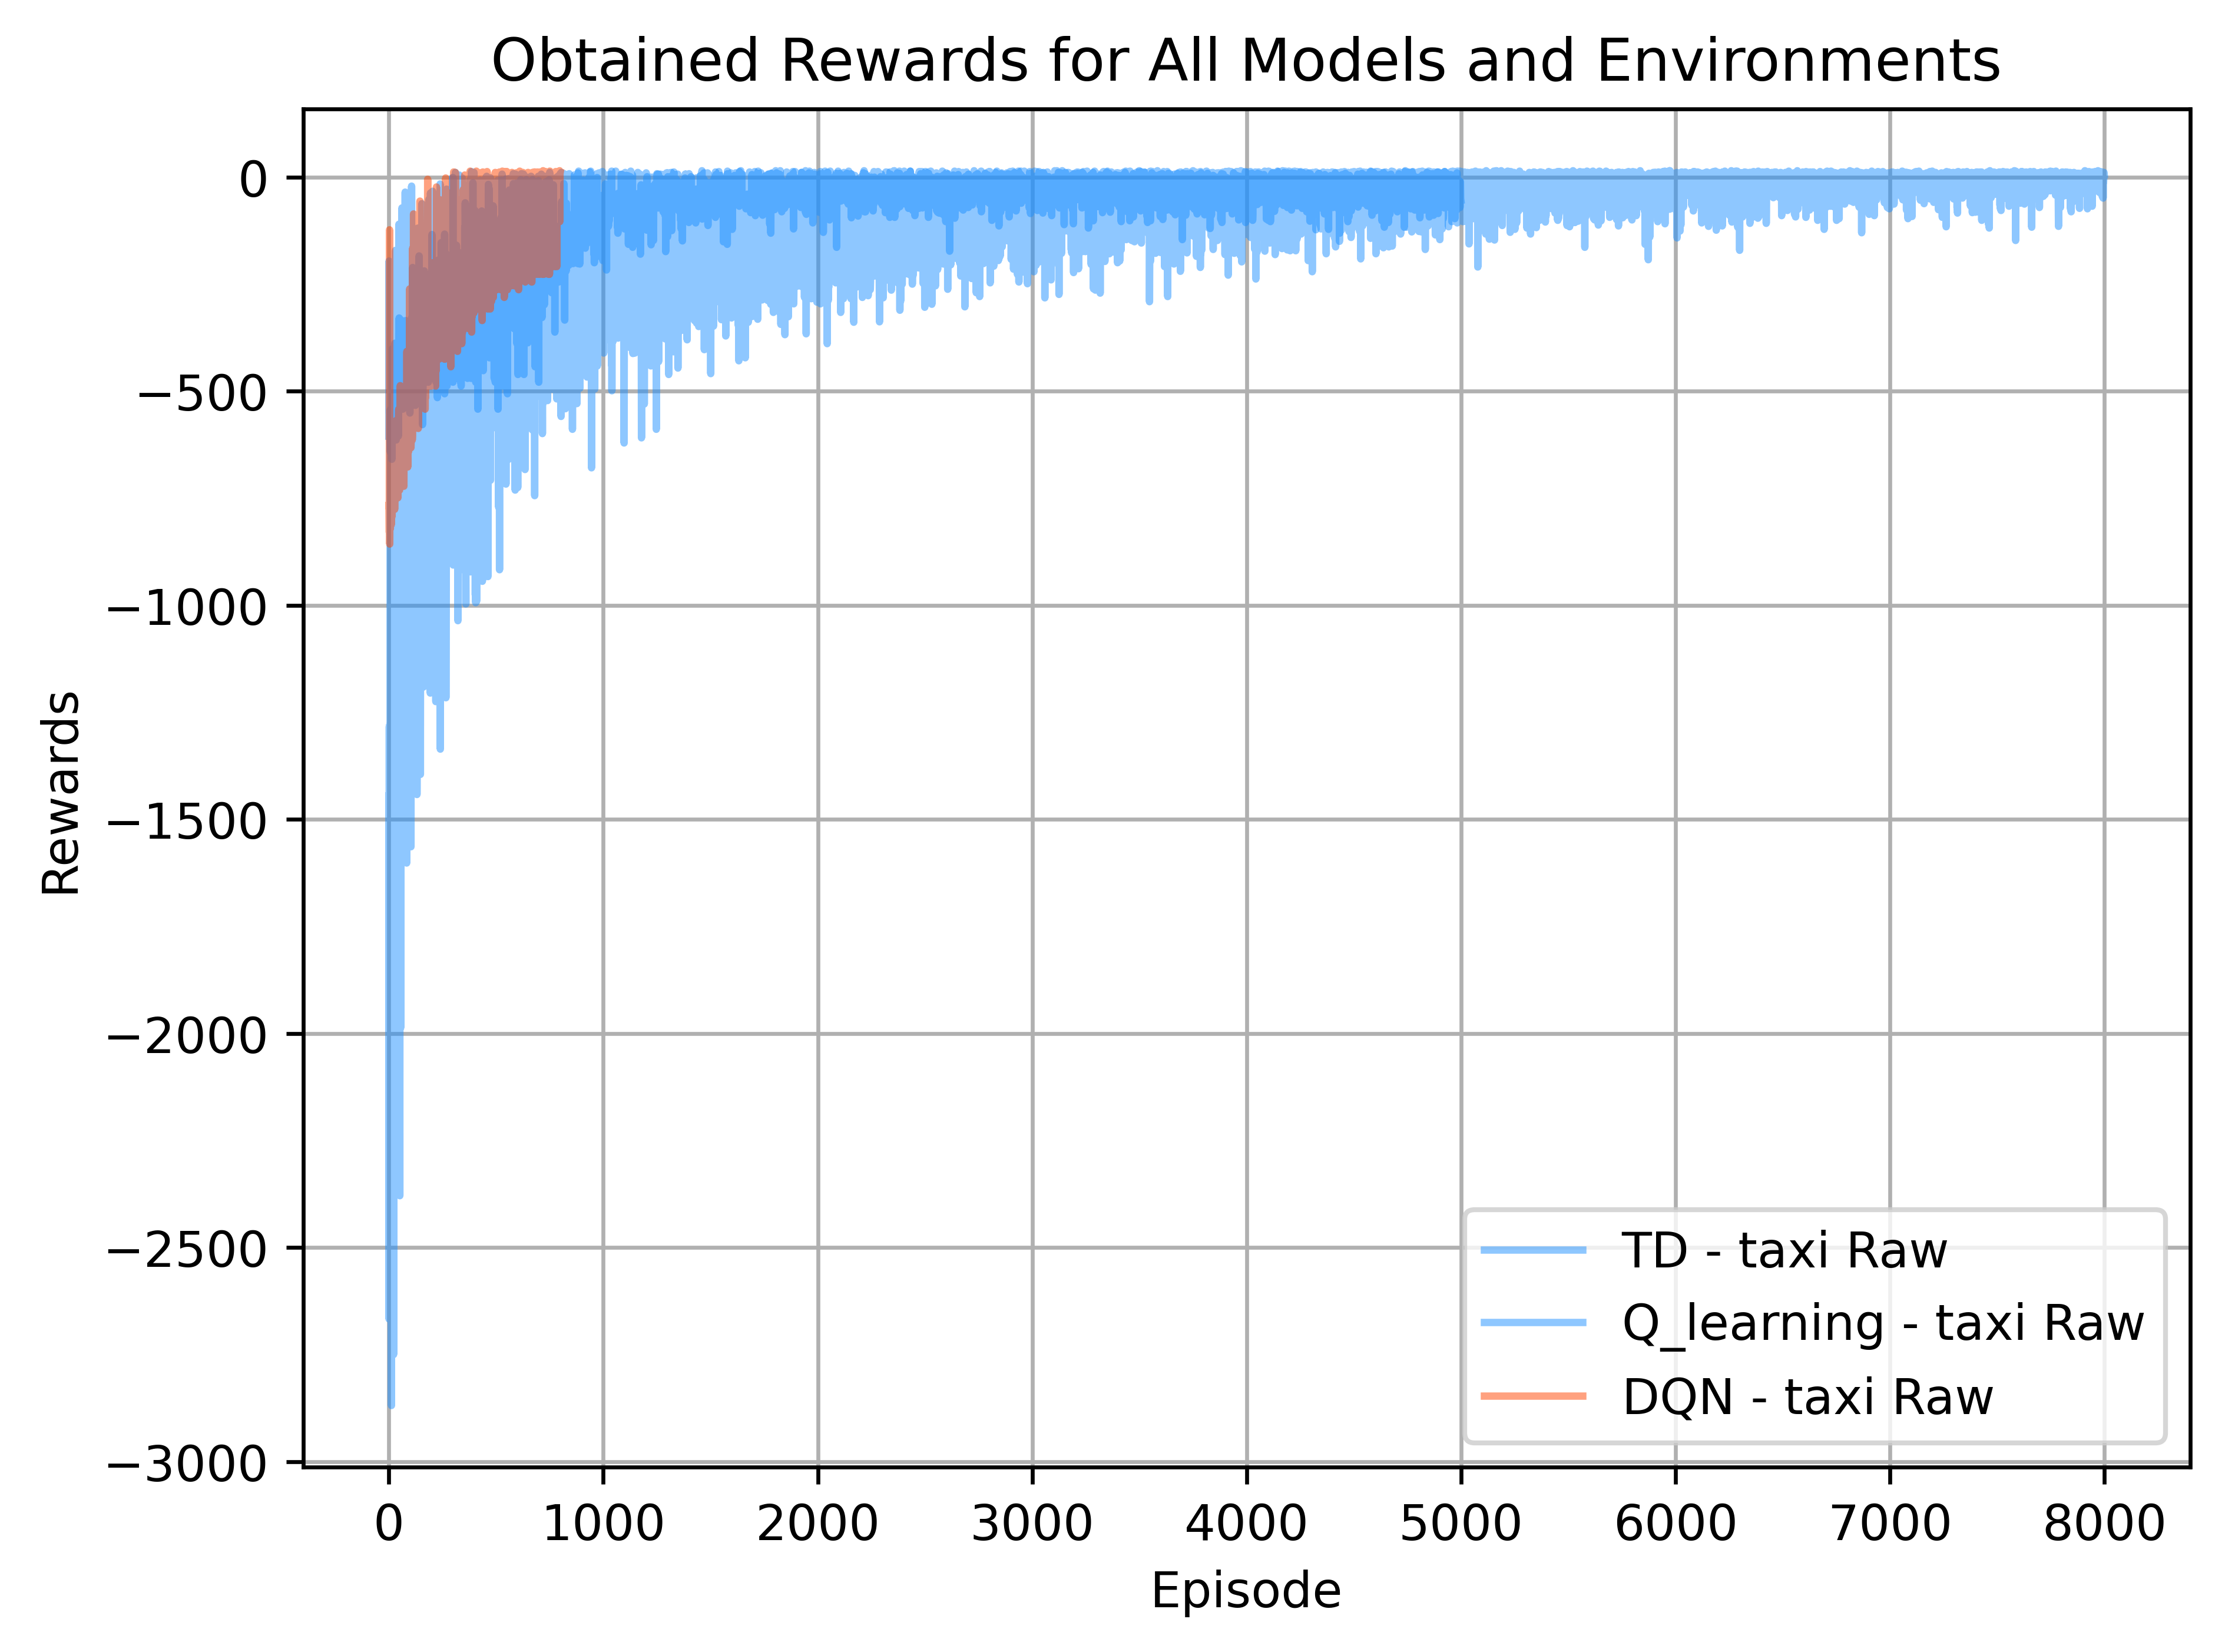 Obtained Rewards for All Models and Environments
0
−500
−1000
−1500
−2000
−2500
−3000
Rewards
0 1000 2000 3000 4000 5000 6000 7000 8000
Episode
TD - taxi Raw
Q_learning - taxi Raw
DQN - taxi Raw